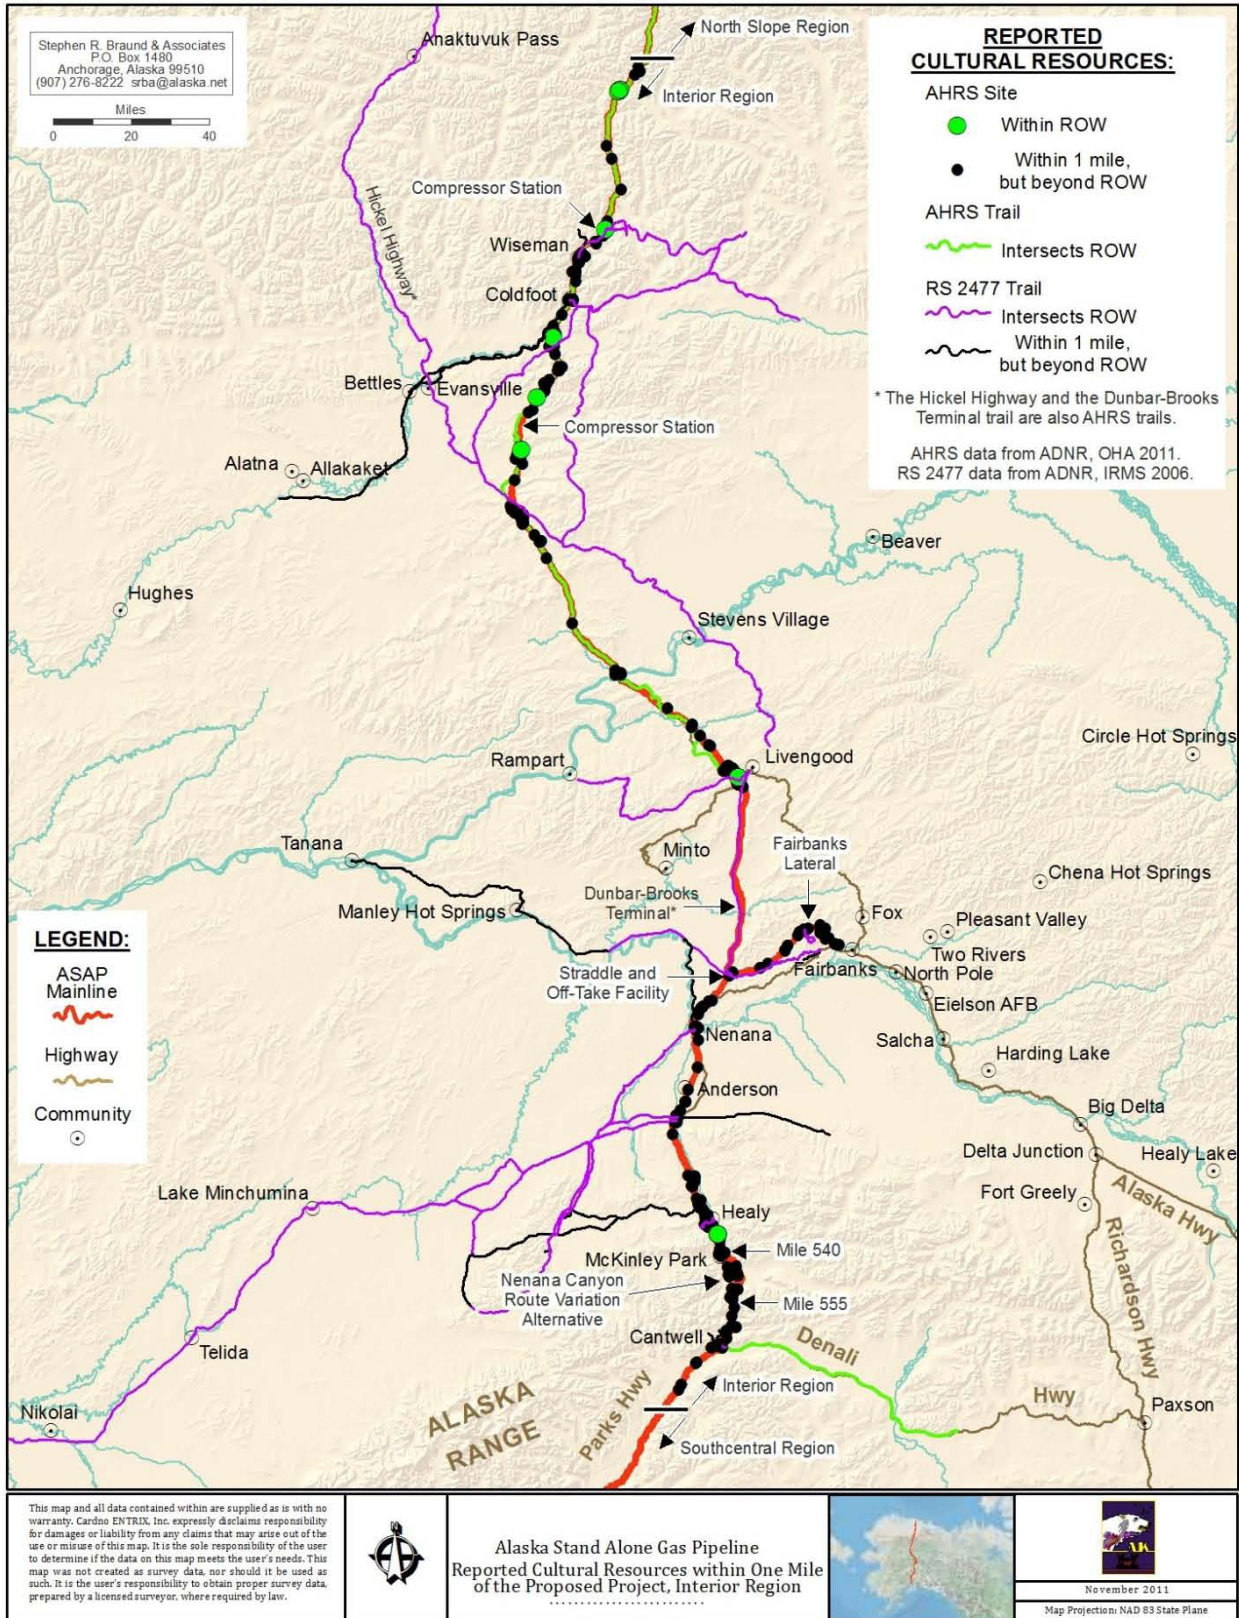 Stephen R. Braund & Associates
P.O. Box 1480
Anchorage, Alaska 99510
(907) 276-8222 srba@alaska.net
Miles
0 20 40
Anaktuvuk Pass
North Slope Region
Interior Region
REPORTED
CULTURAL RESOURCES:
AHRS Site
Within ROW
Within 1 mile,
but beyond ROW
AHRS Trail
Intersects ROW
RS 2477 Trail
Intersects ROW
Within 1 mile,
but beyond ROW
* The Hickel Highway and the Dunbar-Brooks
Terminal trail are also AHRS trails.
AHRS data from ADNR, OHA 2011.
RS 2477 data from ADNR, IRMS 2006.
Hickel Highway*
Compressor Station
Wiseman
Coldfoot
Bettles
Evansville
Compressor Station
Alatna
Allakaket
Beaver
Hughes
Stevens Village
Circle Hot Springs
Livengood
Rampart
Tanana
Minto
Fairbanks
Lateral
Chena Hot Springs
Dunbar-Brooks
Terminal*
Manley Hot Springs
Fox
Pleasant Valley
Two Rivers
Fairbanks
North Pole
Straddle and
Off-Take Facility
Eielson AFB
LEGEND:
ASAP
Mainline
Highway
Community
Nenana
Salcha
Harding Lake
Anderson
Big Delta
Delta Junction
Healy Lake
Fort Greely
Alaska Hwy
Lake Minchumina
Healy
McKinley Park
Mile 540
Nenana Canyon
Route Variation
Alternative
Mile 555
Richardson Hwy
Cantwell
Denali
Hwy
Telida
Interior Region
Paxson
Nikolai
ALASKA
RANGE
Parks Hwy
Southcentral Region
This map and all data contained within are supplied as is with no
warranty. Cardno ENTRIX, Inc. expressly disclaims responsibility
for damages or liability from any claims that may arise out of the
use or misuse of this map. It is the sole responsibility of the user
to determine if the data on this map meets the user's needs. This
map was not created as survey data, nor should it be used as
such. It is the user's responsibility to obtain proper survey data,
prepared by a licensed surveyor, where required by law.
Alaska Stand Alone Gas Pipeline
Reported Cultural Resources within One Mile
of the Proposed Project, Interior Region
AK
November 2011
Map Projection: NAD 83 State Plane